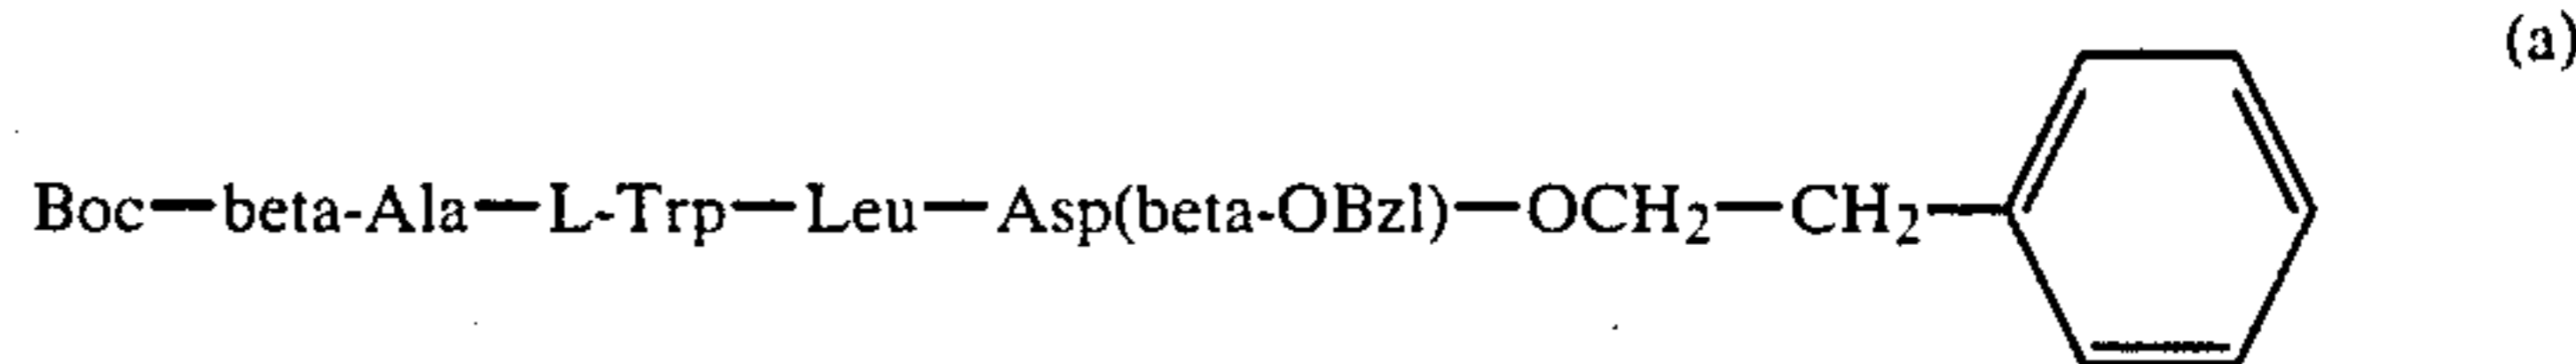 (a)
Boc—beta-Ala—L-Trp—Leu—Asp(beta-OBzl)—OCH₂—CH₂—